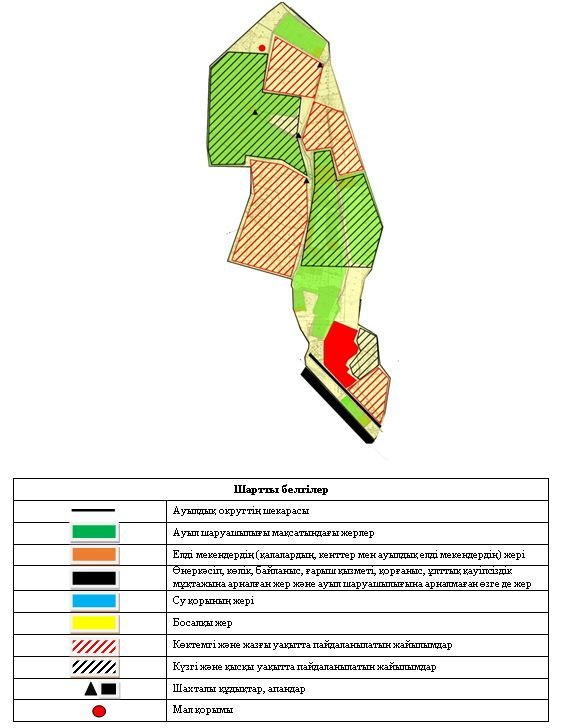 Шартты белгілер
Ауылдық округтің шекарасы
Ауыл шаруашылығы мақсатындағы жерлер
Елді мекендердің (қалалардың, кенттер мен ауылдық елді мекендердің) жері
Өнеркәсіп, көлік, байланыс, ғарыш қызметі, қорғаныс, ұлттық қауіпсіздік
мұқтажына арналған жер және ауыл шаруашылығына арналмаған өзге де жер
Су қорының жері
Босалқы жер
Көктемгі және жазғы уақытта пайдаланылатын жайылымдар
Күзгі және қысқы уақытта пайдаланылатын жайылымдар
Шахталы құдықтар, апандар
Мал қорымы